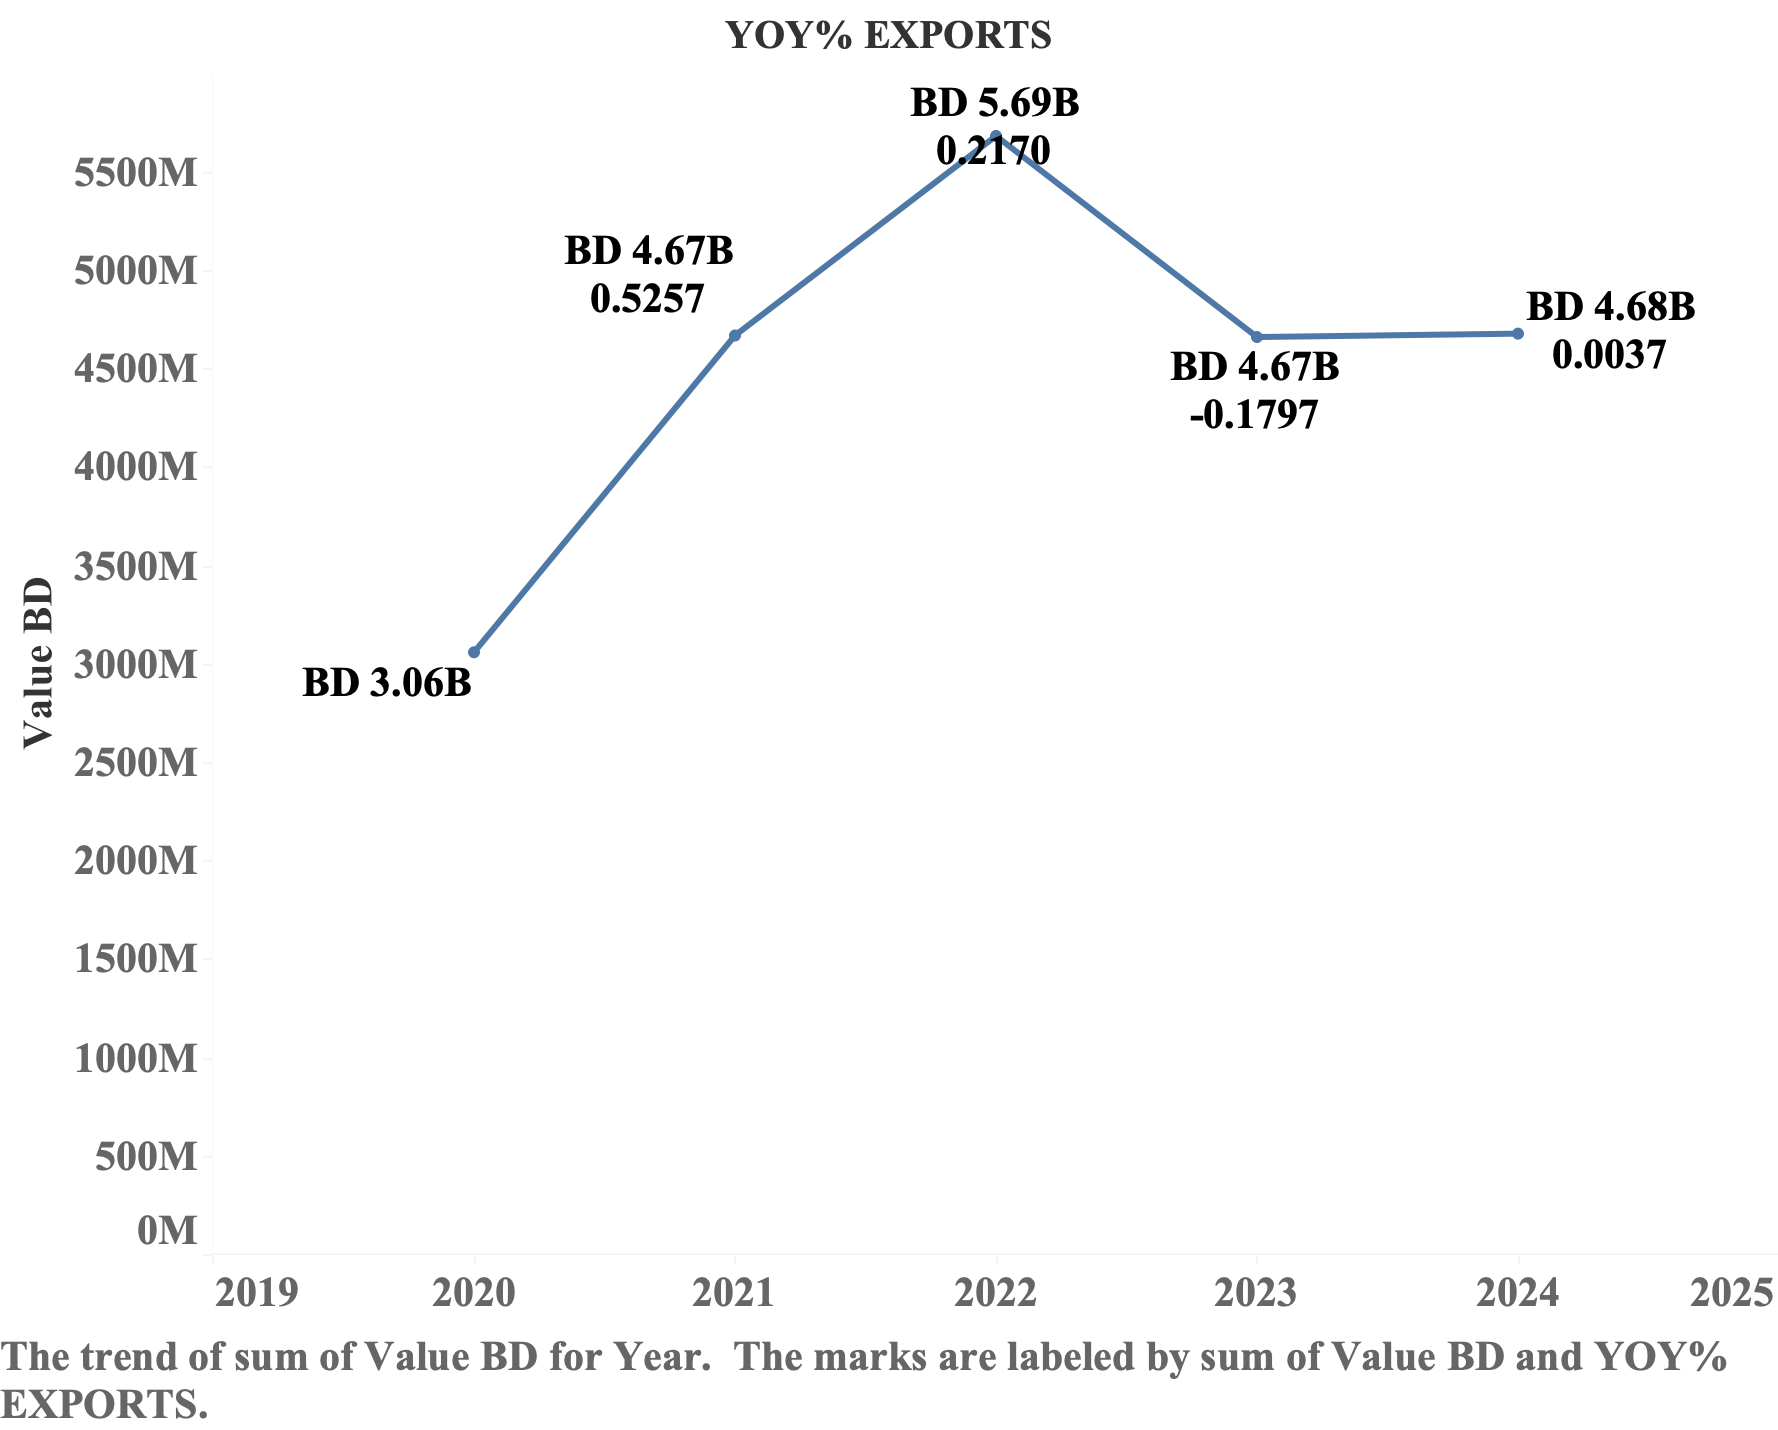 YOY% EXPORTS
BD 5.69B
0.2170
5500M
BD 4.67B
0.5257
5000M
BD 4.68B
0.0037
4500M
BD 4.67B
-0.1797
4000M
3500M
Value BD
3000M
BD 3.06B
2500M
2000M
1500M
1000M
500M
0M
2019 2020 2021 2022 2023 2024 2025
The trend of sum of Value BD for Year.  The marks are labeled by sum of Value BD and YOY%
EXPORTS.